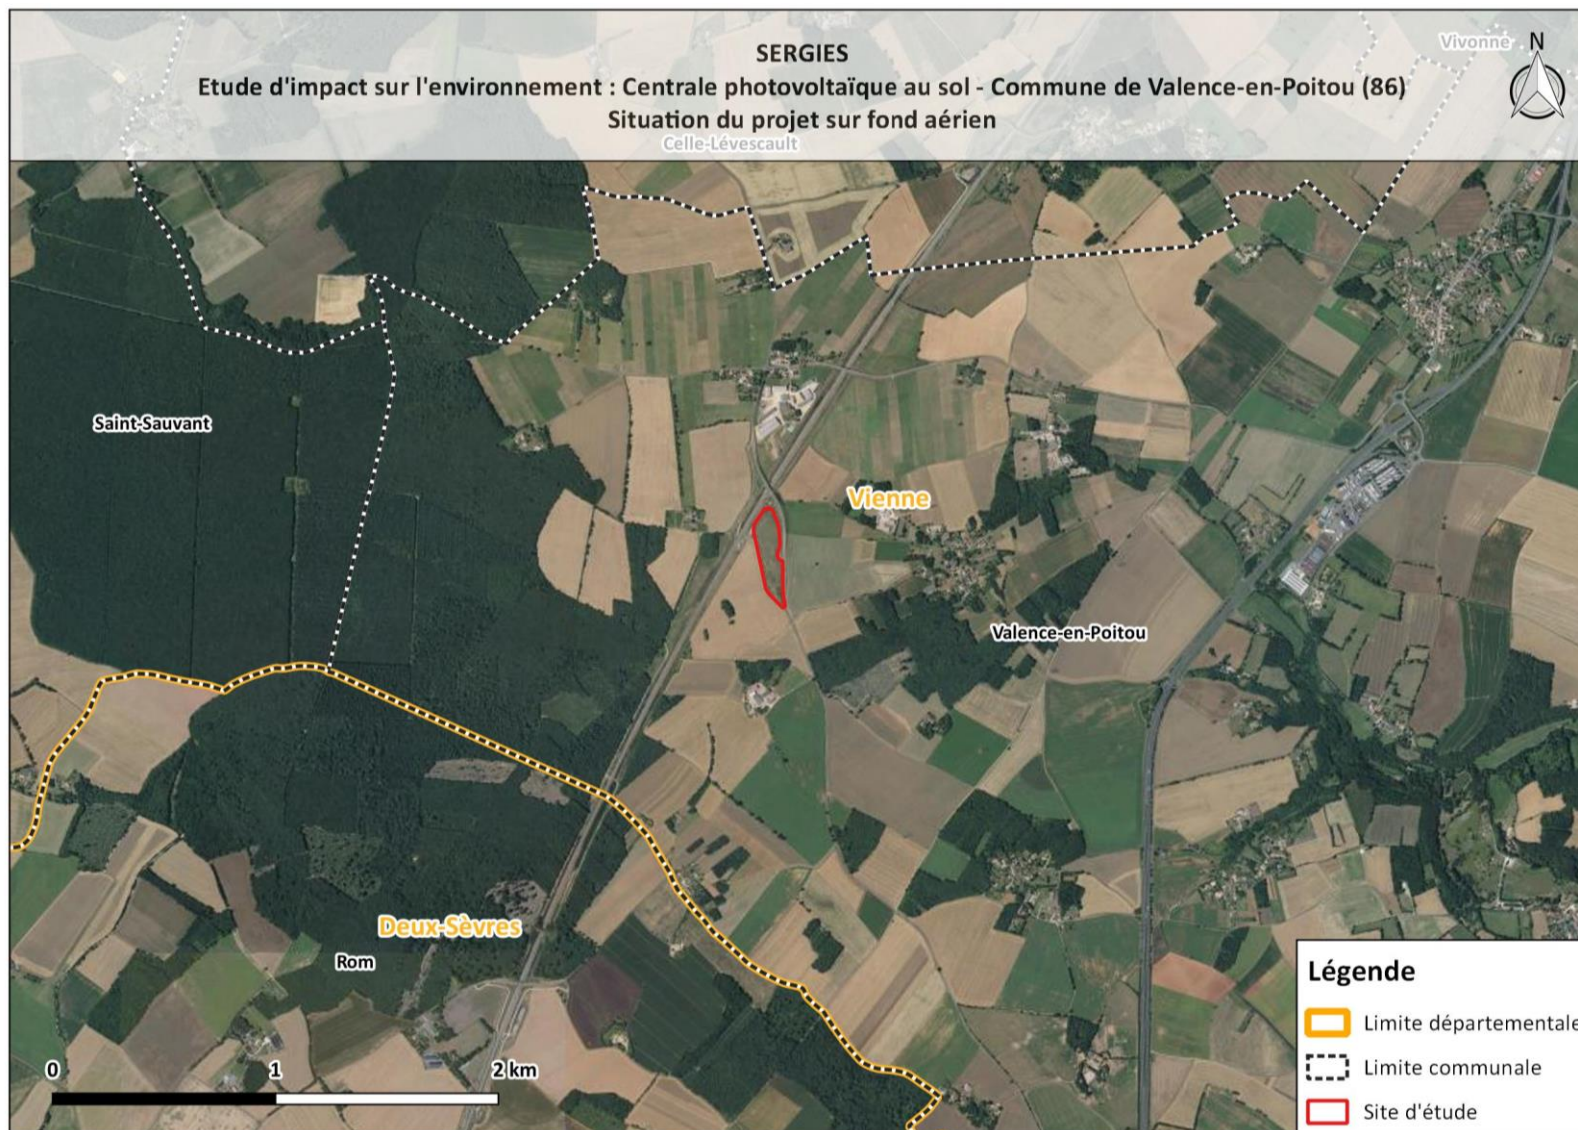 SERGIES
Etude d'impact sur l'environnement : Centrale photovoltaïque au sol - Commune de Valence-en-Poitou (86)
Situation du projet sur fond aérien
Vivonne
N
Celle-Lévescault
Saint-Sauvant
Vienne
Valence-en-Poitou
Deux-Sèvres
Rom
0 1 2 km
Légende
Limite départementale
Limite communale
Site d'étude